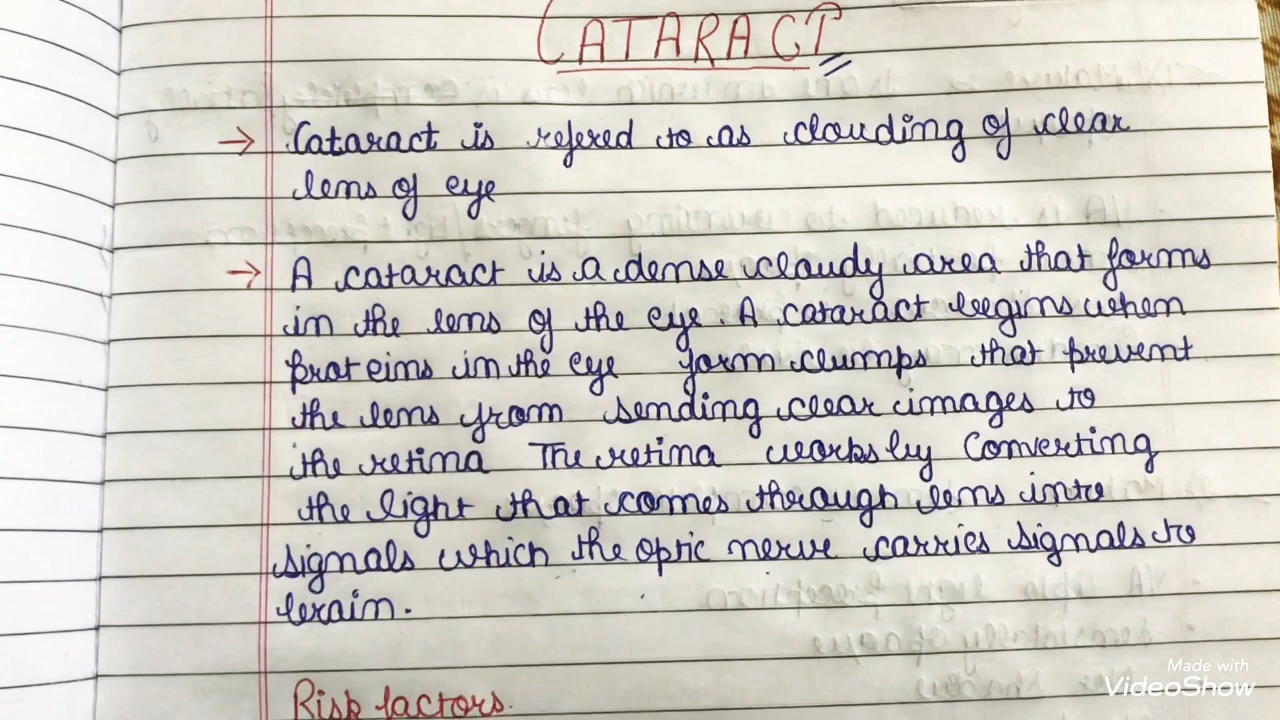 CATARACT
→ Cataract is refered to as clouding of clear
lens of eye
→ A cataract is a dense cloudy area that forms
in the lens of the eye. A cataract begins when
proteins in the eye form clumps that prevent
the lens from sending clear images to
the retina The retina works by Converting
the light that comes through lens into
signals which the optic nerve carries signals to
brain.
Risk factors.
Made with
VideoShow